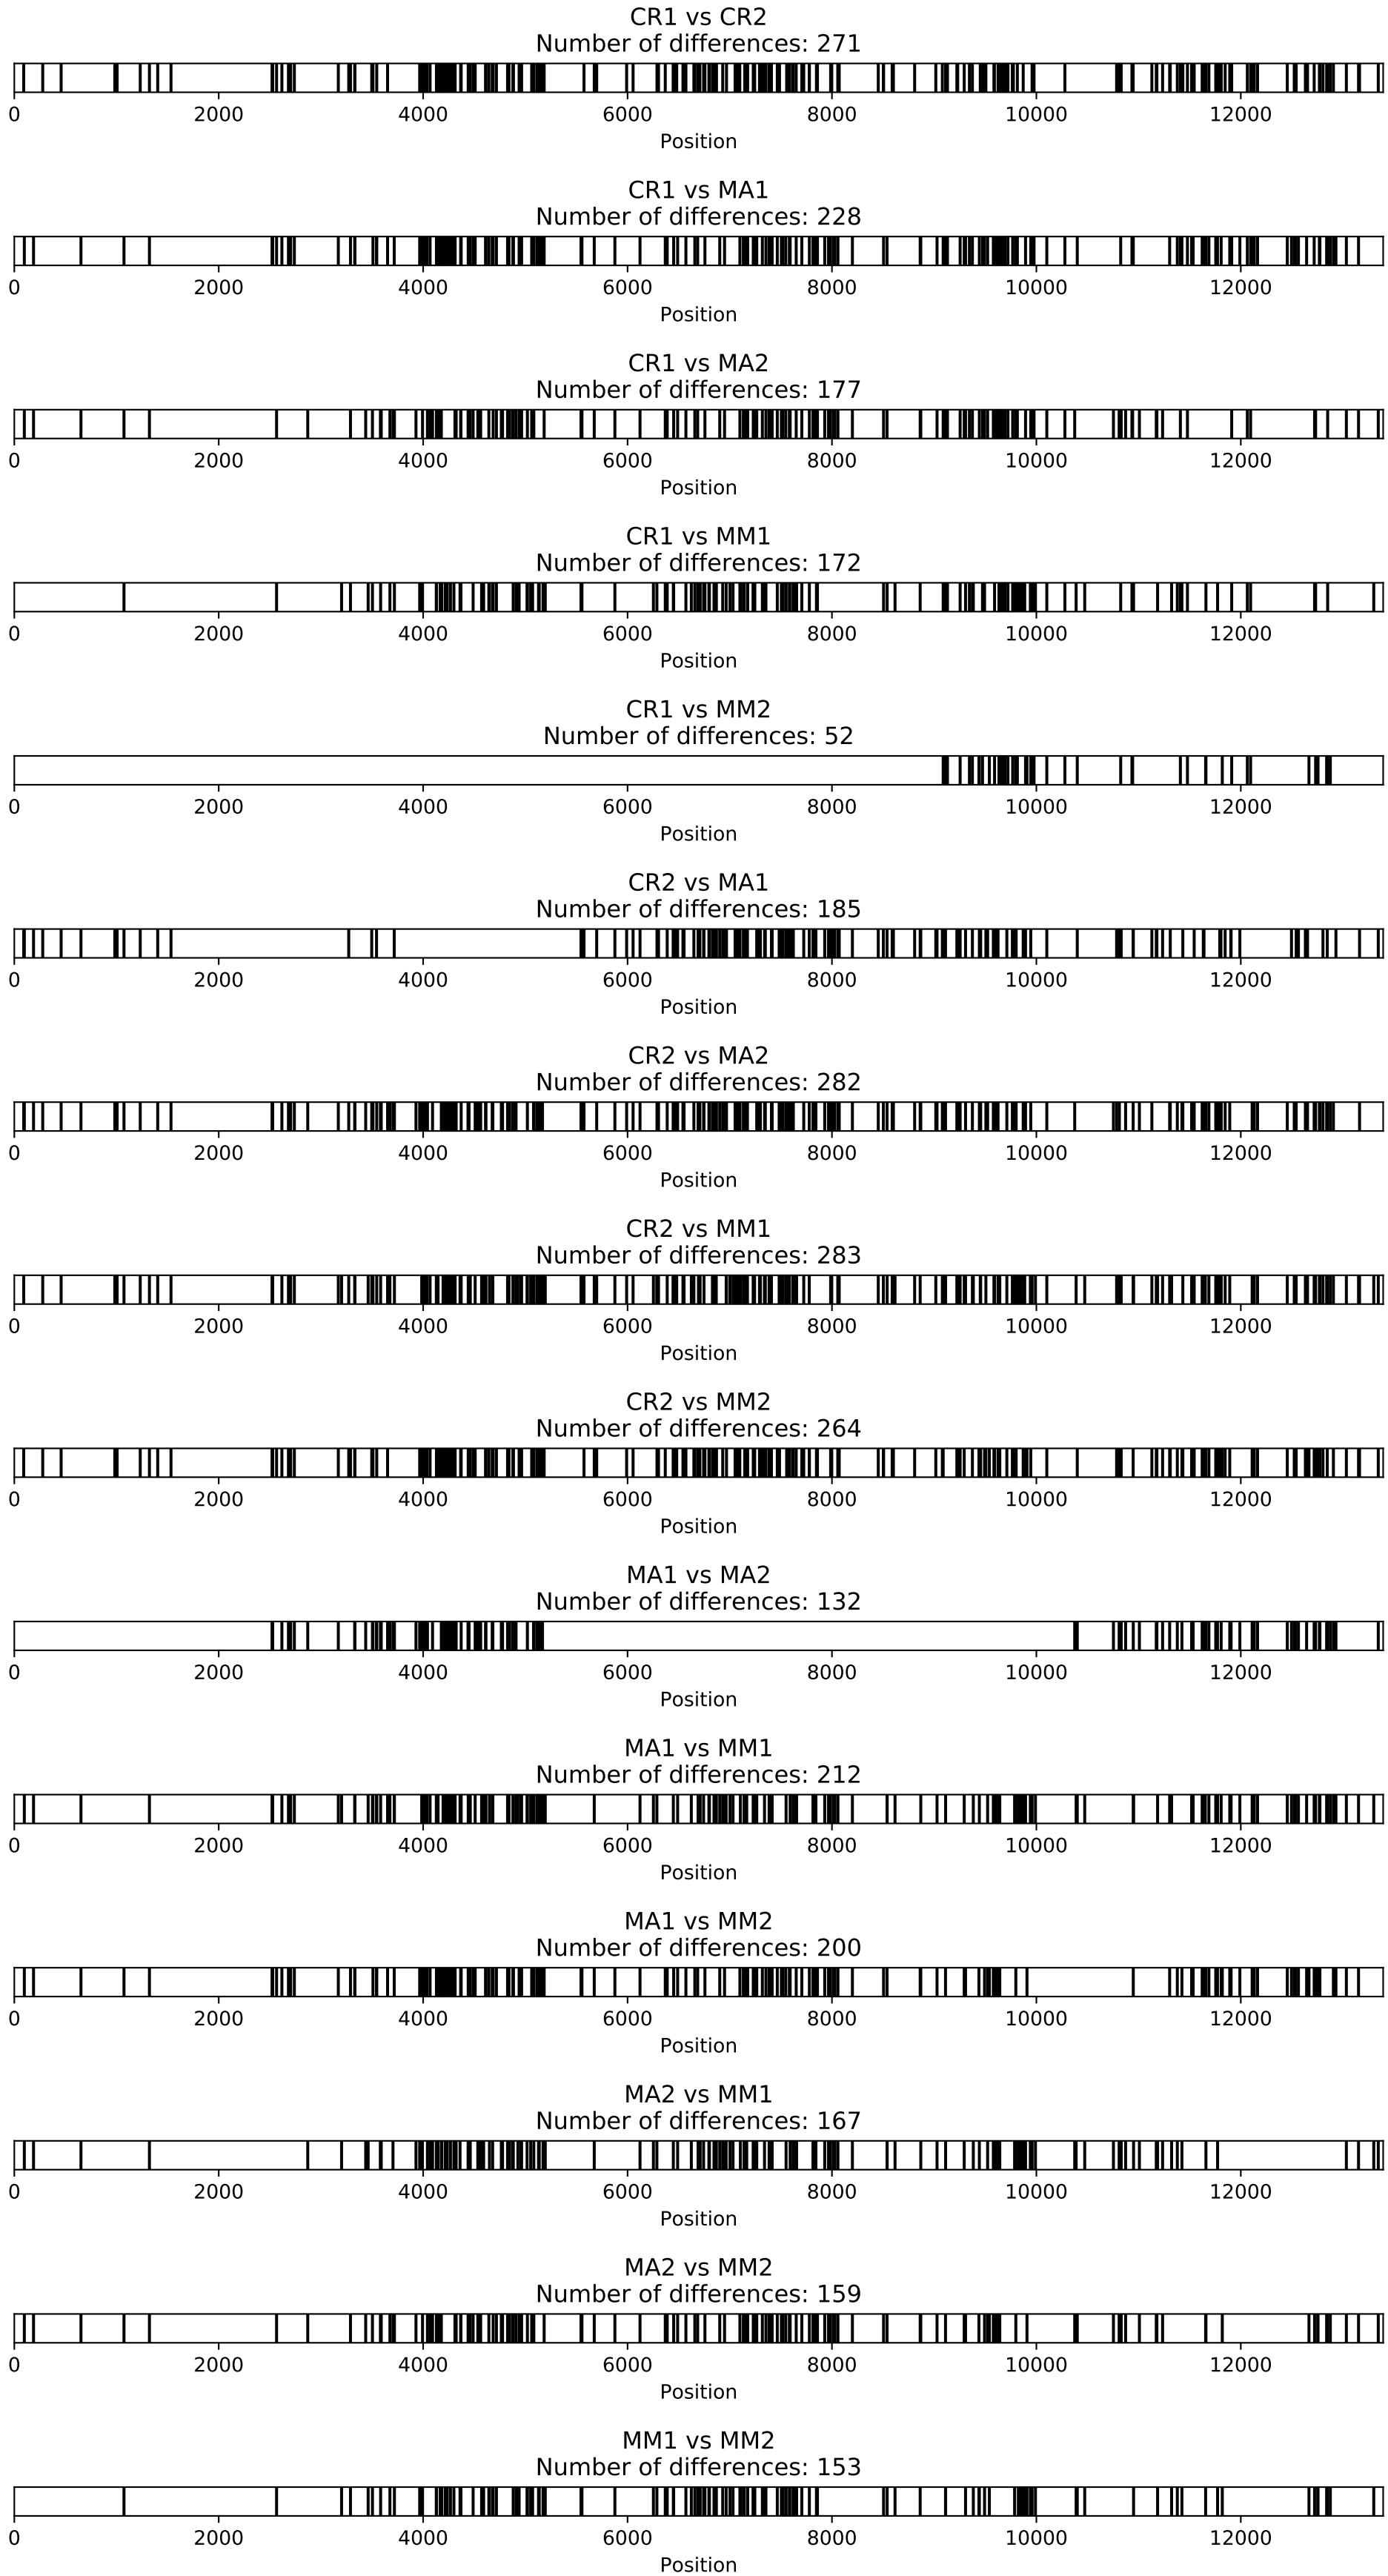 CR1 vs CR2
Number of differences: 271
0 2000 4000 6000 8000 10000 12000
Position
CR1 vs MA1
Number of differences: 228
0 2000 4000 6000 8000 10000 12000
Position
CR1 vs MA2
Number of differences: 177
0 2000 4000 6000 8000 10000 12000
Position
CR1 vs MM1
Number of differences: 172
0 2000 4000 6000 8000 10000 12000
Position
CR1 vs MM2
Number of differences: 52
0 2000 4000 6000 8000 10000 12000
Position
CR2 vs MA1
Number of differences: 185
0 2000 4000 6000 8000 10000 12000
Position
CR2 vs MA2
Number of differences: 282
0 2000 4000 6000 8000 10000 12000
Position
CR2 vs MM1
Number of differences: 283
0 2000 4000 6000 8000 10000 12000
Position
CR2 vs MM2
Number of differences: 264
0 2000 4000 6000 8000 10000 12000
Position
MA1 vs MA2
Number of differences: 132
0 2000 4000 6000 8000 10000 12000
Position
MA1 vs MM1
Number of differences: 212
0 2000 4000 6000 8000 10000 12000
Position
MA1 vs MM2
Number of differences: 200
0 2000 4000 6000 8000 10000 12000
Position
MA2 vs MM1
Number of differences: 167
0 2000 4000 6000 8000 10000 12000
Position
MA2 vs MM2
Number of differences: 159
0 2000 4000 6000 8000 10000 12000
Position
MM1 vs MM2
Number of differences: 153
0 2000 4000 6000 8000 10000 12000
Position